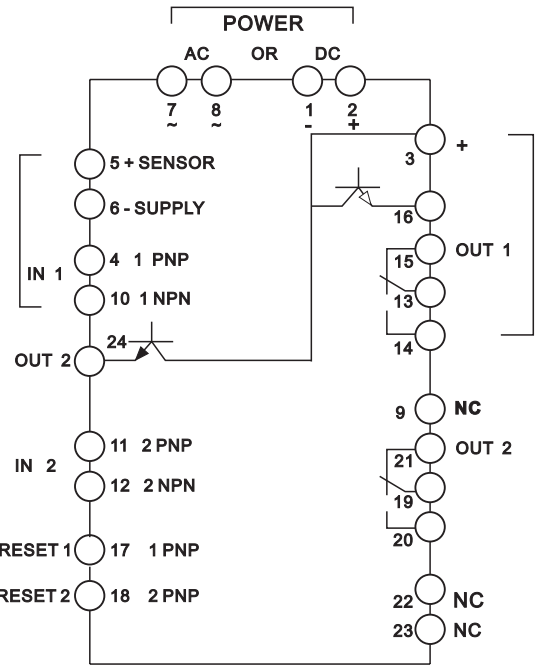 POWER
AC OR DC
7 8 1 2
~ ~ - +
3 +
5 + SENSOR
6 - SUPPLY
16
15 OUT 1
4 1 PNP
IN 1
13
10 1 NPN
14
24
OUT 2
9 NC
11 2 PNP
21 OUT 2
IN 2
12 2 NPN
19
20
RESET 1 17 1 PNP
RESET 2 18 2 PNP
22 NC
23 NC